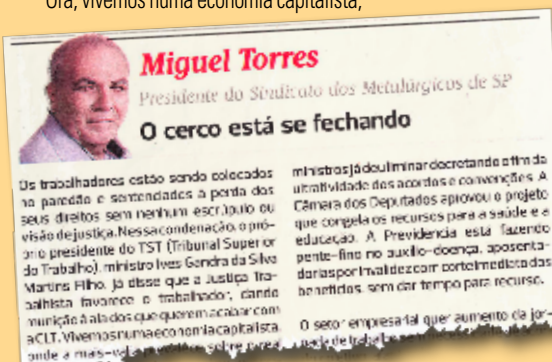 Ora, vivemos numa economia capitalista,
Miguel Torres
Presidente do Sindicato dos Metalúrgicos de SP
O cerco está se fechando
Os trabalhadores estão sendo colocados
no paredão e sentenciados à perda dos
seus direitos sem nenhum escrúpulo ou
visão de justiça. Nessa condenação, o pró-
prio presidente do TST (Tribunal Superior
do Trabalho), ministro Ives Gandra da Silva
Martins Filho, já disse que a Justiça Tra-
balhista favorece o trabalhador, dando
munição à ala dos que querem acabar com
a CLT. Vivemos numa economia capitalista,
onde a mais-valia sobre
ministros já deu liminar decretando o fim da
ultratividade dos acordos e convenções. A
Câmara dos Deputados aprovou o projeto
que congela os recursos para a saúde e a
educação. A Previdência está fazendo
pente-fino no auxílio-doença, aposenta-
dorias por invalidez com corte imediato dos
benefícios, sem dar tempo para recurso.
O setor empresarial quer aumento da jor-
nada de trabalho